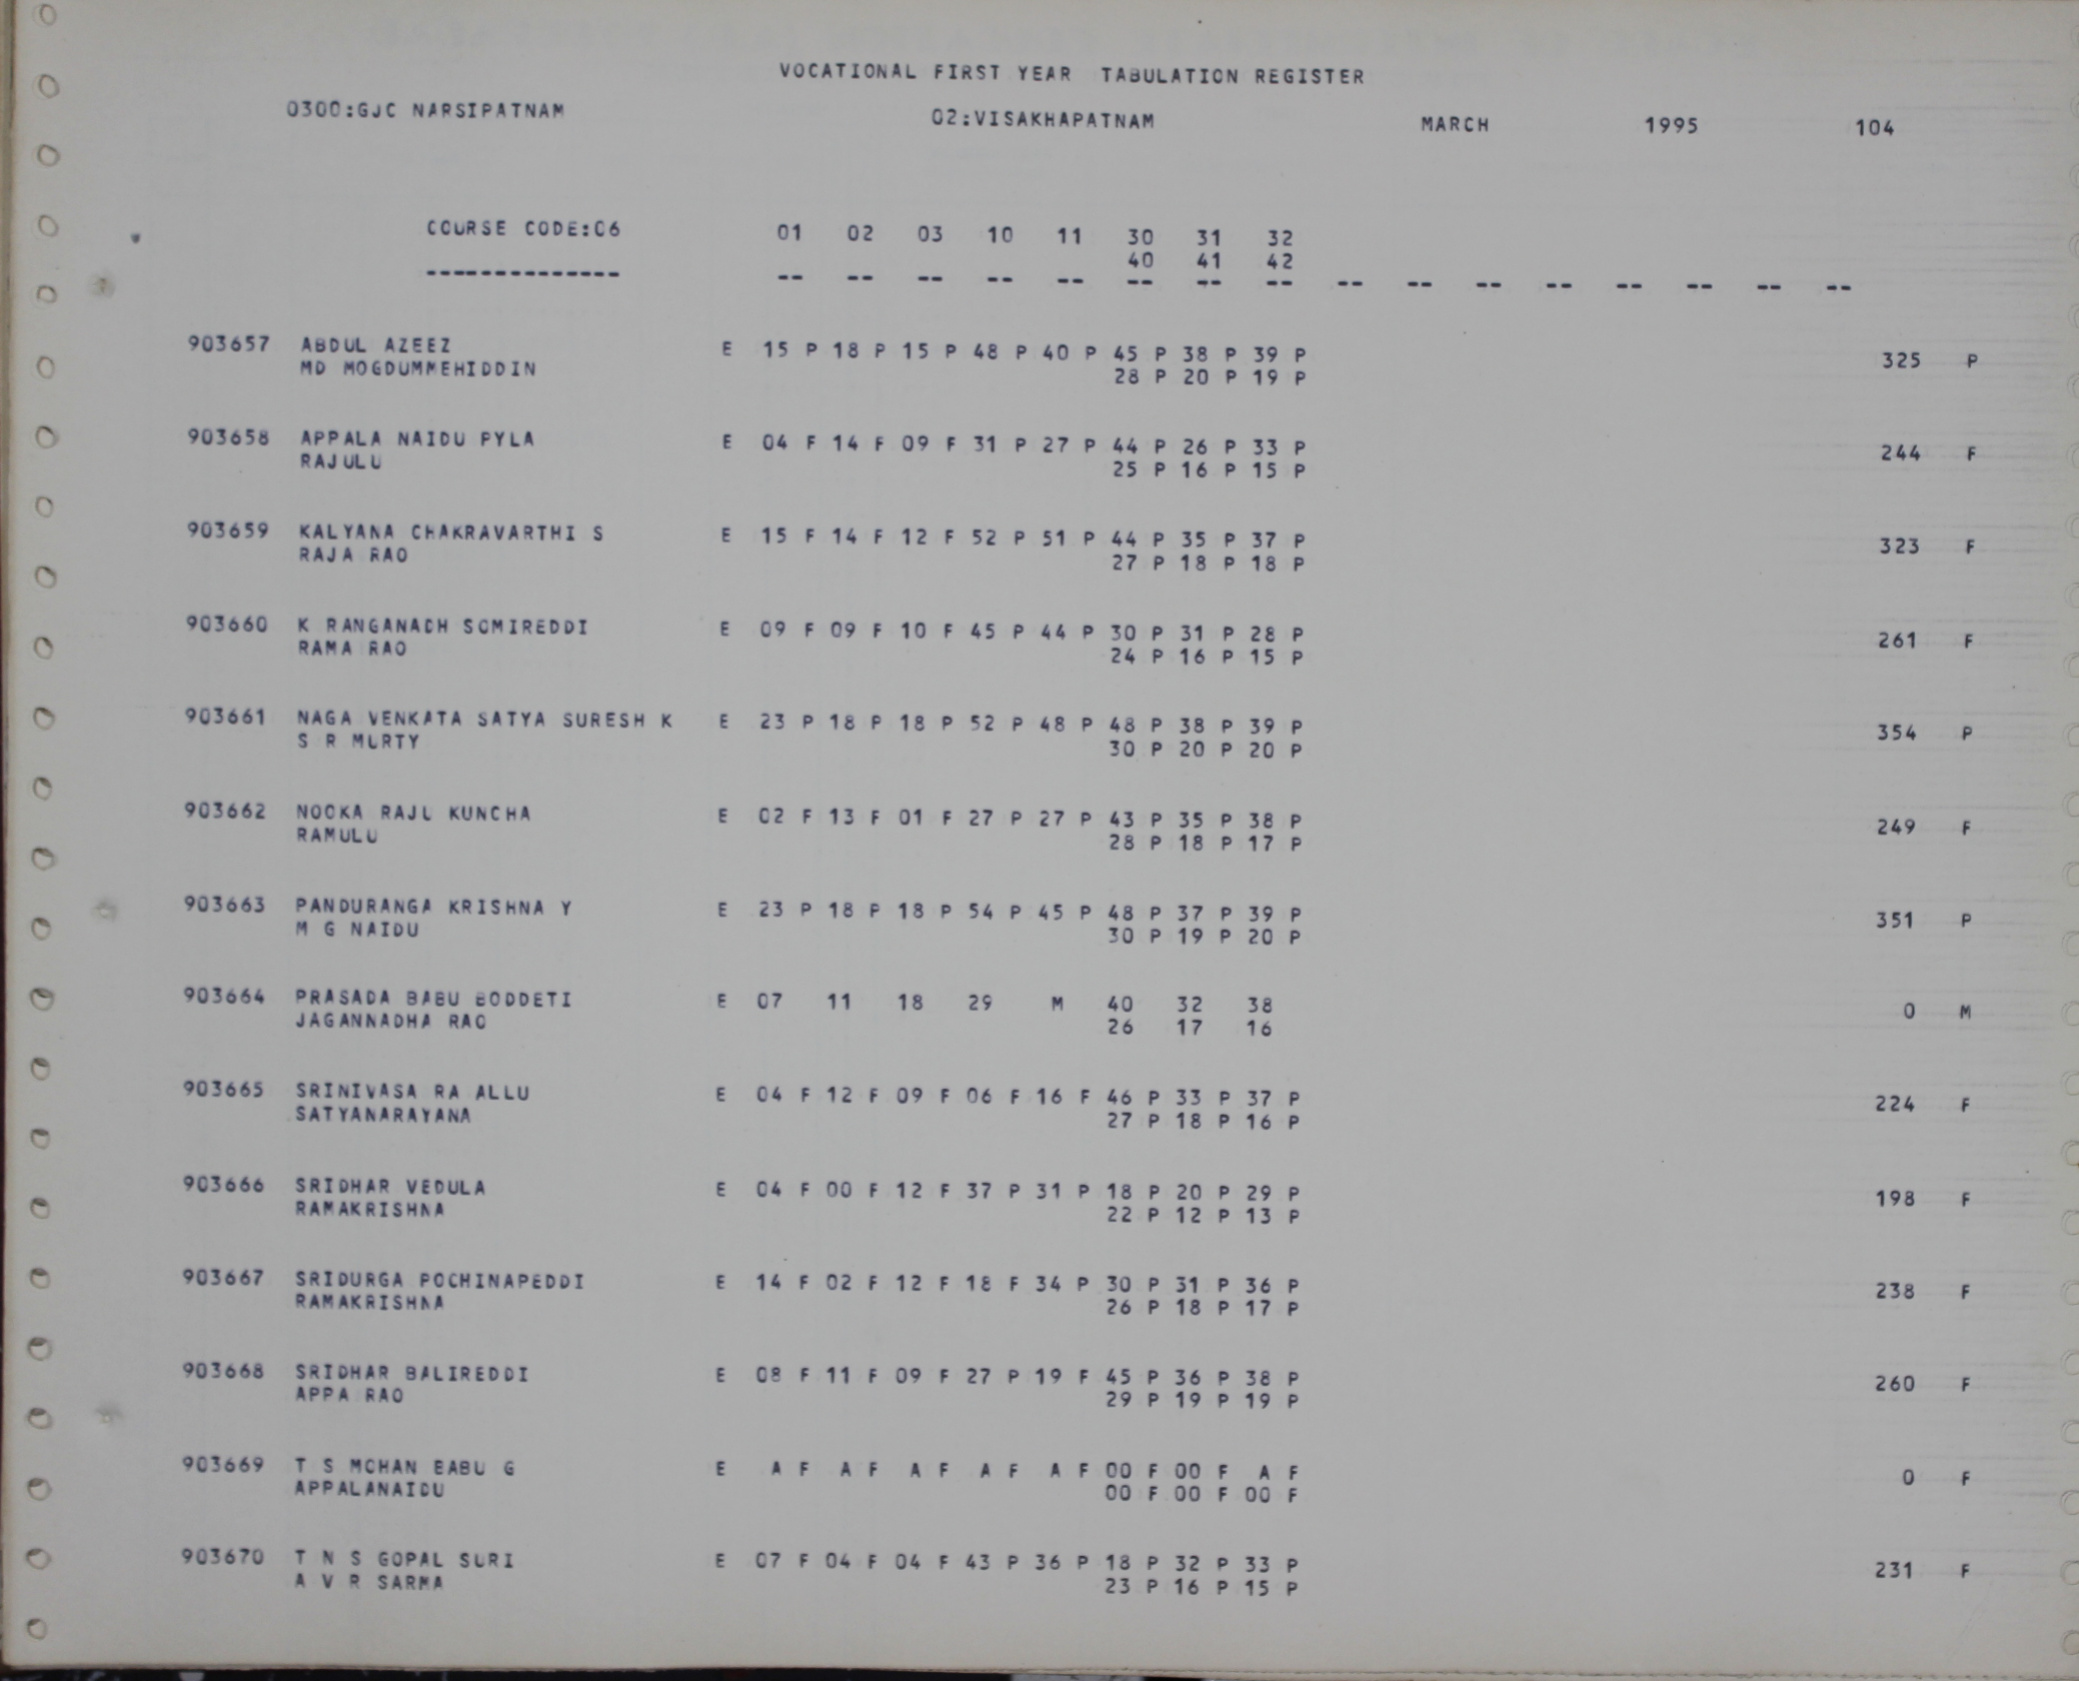 VOCATIONAL FIRST YEAR TABULATION REGISTER
0300:GJC NARSIPATNAM 02:VISAKHAPATNAM MARCH 1995 104
COURSE CODE:06 01 02 03 10 11 30 31 32
40 41 42
-------------- -- -- -- -- -- -- -- -- -- -- -- -- -- -- -- --
903657 ABDUL AZEEZ E 15 P 18 P 15 P 48 P 40 P 45 P 38 P 39 P 325 P
MD MOGDUMMEHIDDIN 28 P 20 P 19 P
903658 APPALA NAIDU PYLA E 04 F 14 F 09 F 31 P 27 P 44 P 26 P 33 P 244 F
RAJULU 25 P 16 P 15 P
903659 KALYANA CHAKRAVARTHI S E 15 F 14 F 12 F 52 P 51 P 44 P 35 P 37 P 323 F
RAJA RAO 27 P 18 P 18 P
903660 K RANGANADH SOMIREDDI E 09 F 09 F 10 F 45 P 44 P 30 P 31 P 28 P 261 F
RAMA RAO 24 P 16 P 15 P
903661 NAGA VENKATA SATYA SURESH K E 23 P 18 P 18 P 52 P 48 P 48 P 38 P 39 P 354 P
S R MURTY 30 P 20 P 20 P
903662 NOOKA RAJU KUNCHA E 02 F 13 F 01 F 27 P 27 P 43 P 35 P 38 P 249 F
RAMULU 28 P 18 P 17 P
903663 PANDURANGA KRISHNA Y E 23 P 18 P 18 P 54 P 45 P 48 P 37 P 39 P 351 P
M G NAIDU 30 P 19 P 20 P
903664 PRASADA BABU BODDETI E 07 11 18 29 M 40 32 38 0 M
JAGANNADHA RAO 26 17 16
903665 SRINIVASA RA ALLU E 04 F 12 F 09 F 06 F 16 F 46 P 33 P 37 P 224 F
SATYANARAYANA 27 P 18 P 16 P
903666 SRIDHAR VEDULA E 04 F 00 F 12 F 37 P 31 P 18 P 20 P 29 P 198 F
RAMAKRISHNA 22 P 12 P 13 P
903667 SRIDURGA POCHINAPEDDI E 14 F 02 F 12 F 18 F 34 P 30 P 31 P 36 P 238 F
RAMAKRISHNA 26 P 18 P 17 P
903668 SRIDHAR BALIREDDI E 08 F 11 F 09 F 27 P 19 F 45 P 36 P 38 P 260 F
APPA RAO 29 P 19 P 19 P
903669 T S MOHAN BABU G E A F A F A F A F A F 00 F 00 F A F 0 F
APPALANAIDU 00 F 00 F 00 F
903670 T N S GOPAL SURI E 07 F 04 F 04 F 43 P 36 P 18 P 32 P 33 P 231 F
A V R SARMA 23 P 16 P 15 P